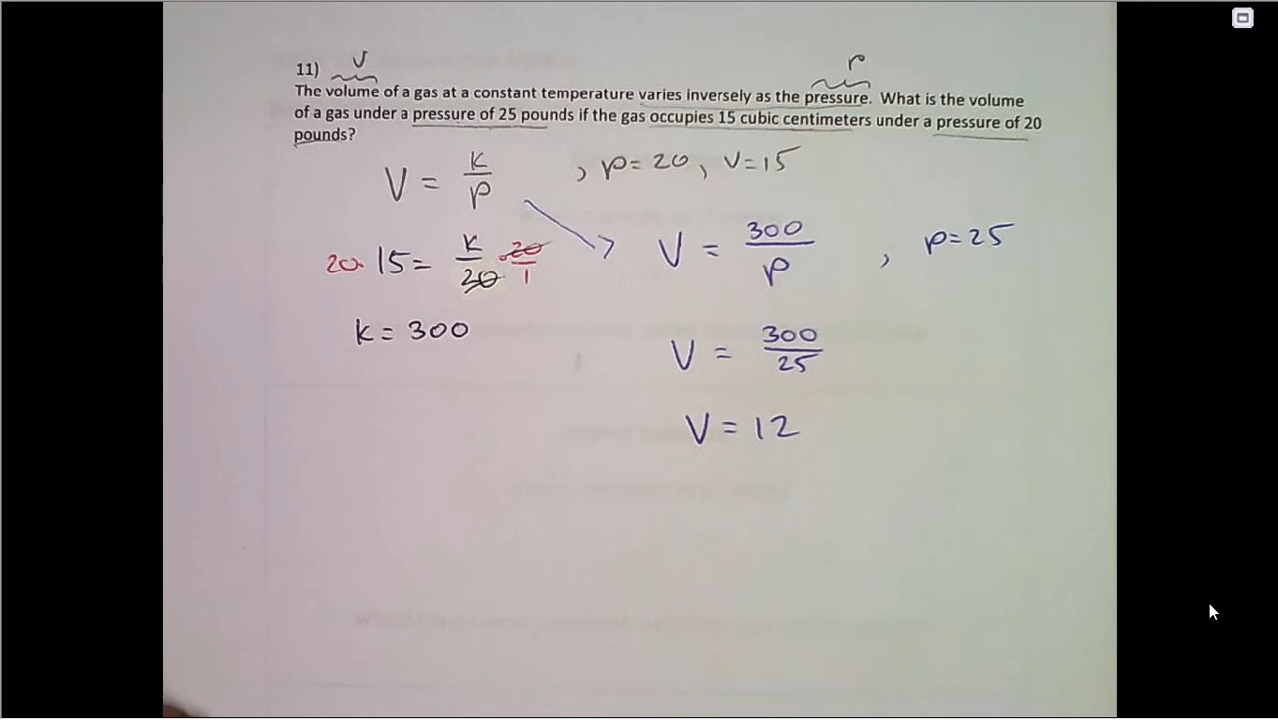 11)
V
p
The volume of a gas at a constant temperature varies inversely as the pressure. What is the volume
of a gas under a pressure of 25 pounds if the gas occupies 15 cubic centimeters under a pressure of 20
pounds?
V = K/P , p = 20, V = 15
20 · 15 = K/20 · 20/1
k = 300
V = 300/P , p = 25
V = 300/25
V = 12